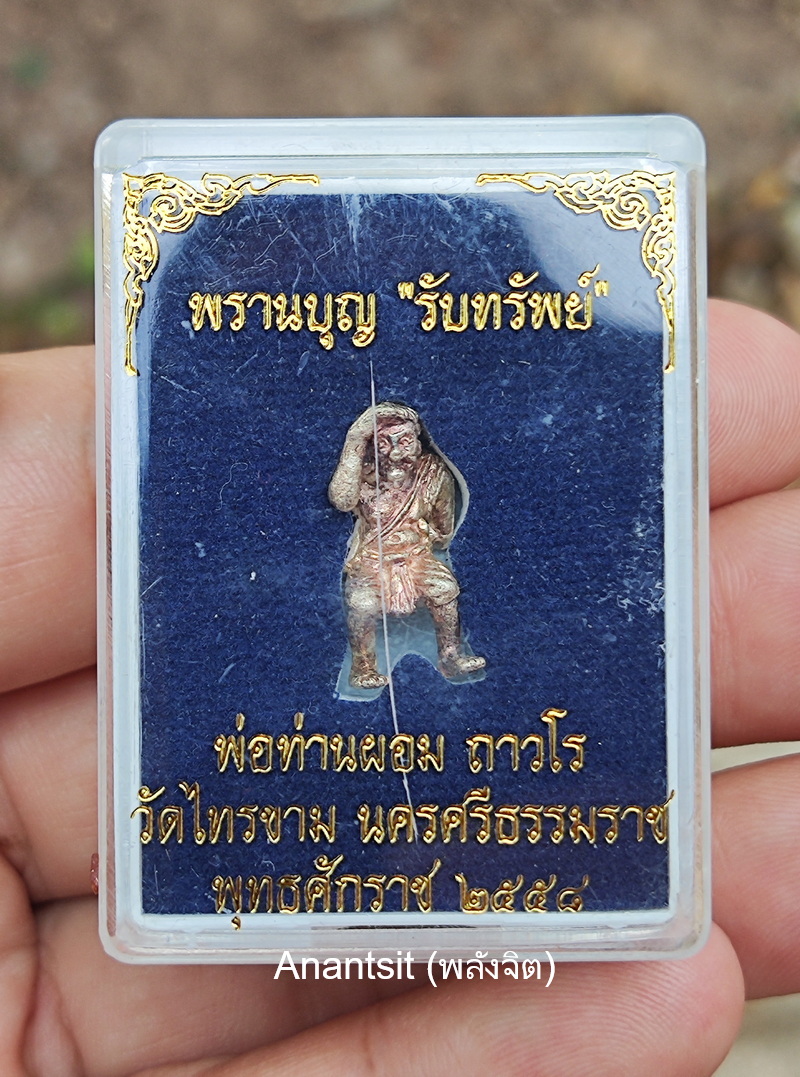 พรานบุญ "รับทรัพย์"
พ่อท่านผอม ถาวโร
วัดไทรขาม นครศรีธรรมราช
พุทธศักราช ๒๕๕๘
Anantsit (พลังจิต)